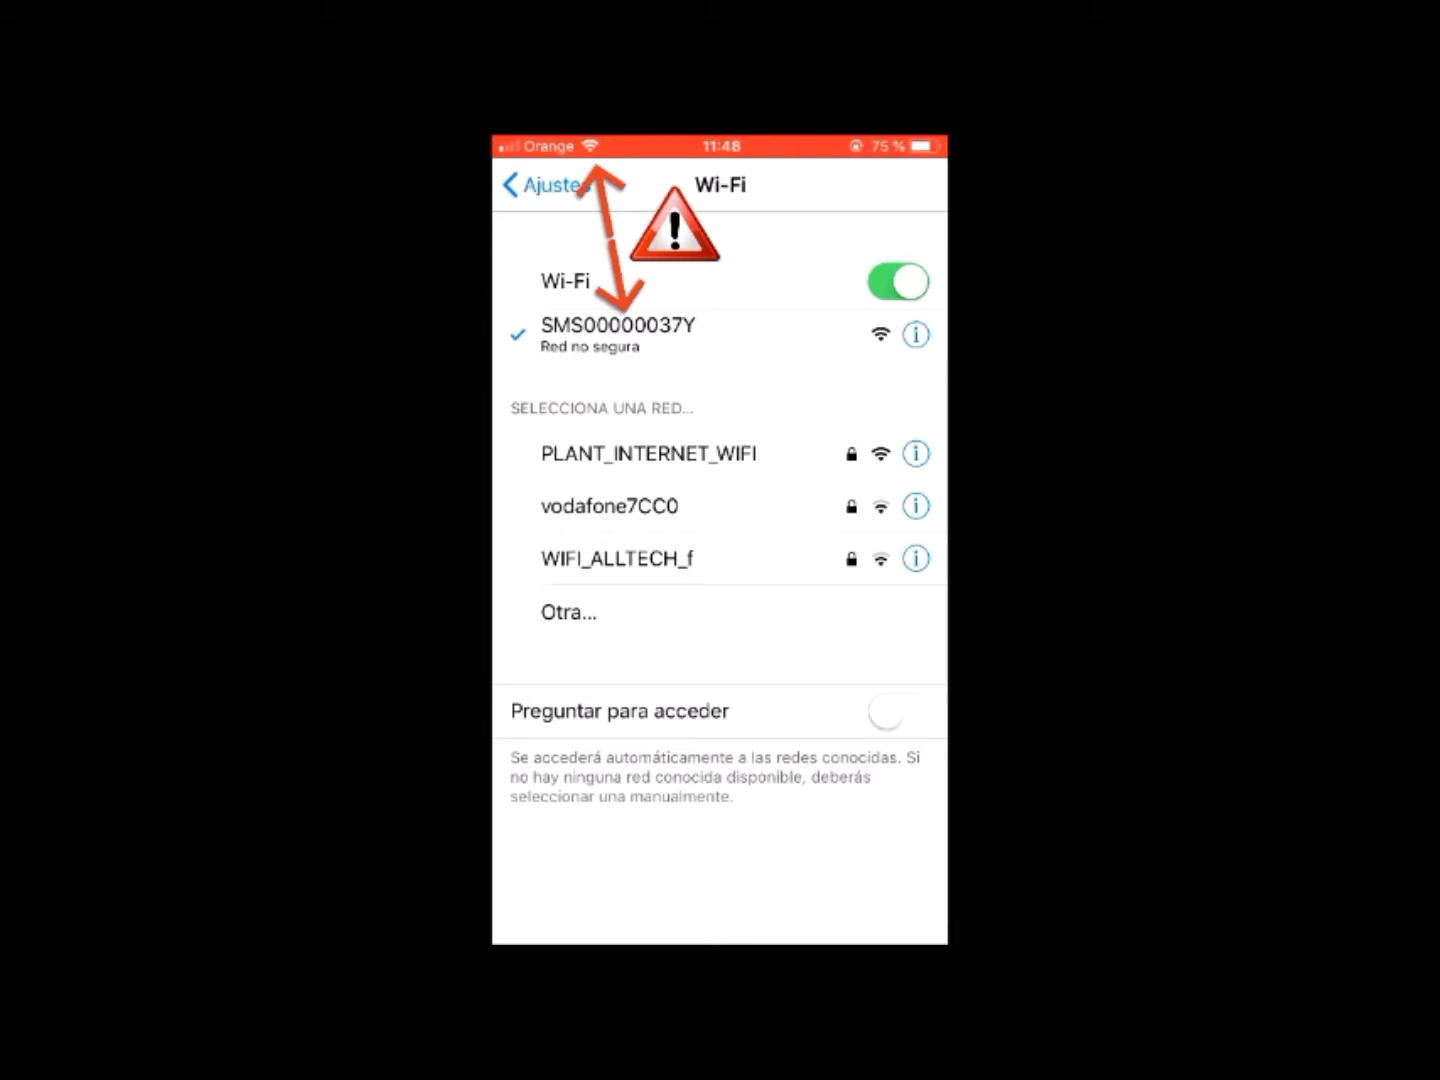 Orange 11:48 75 %
Ajustes Wi-Fi
Wi-Fi
SMS00000037Y
Red no segura
SELECCIONA UNA RED...
PLANT_INTERNET_WIFI
vodafone7CC0
WIFI_ALLTECH_f
Otra...
Preguntar para acceder
Se accederá automáticamente a las redes conocidas. Si
no hay ninguna red conocida disponible, deberás
seleccionar una manualmente.